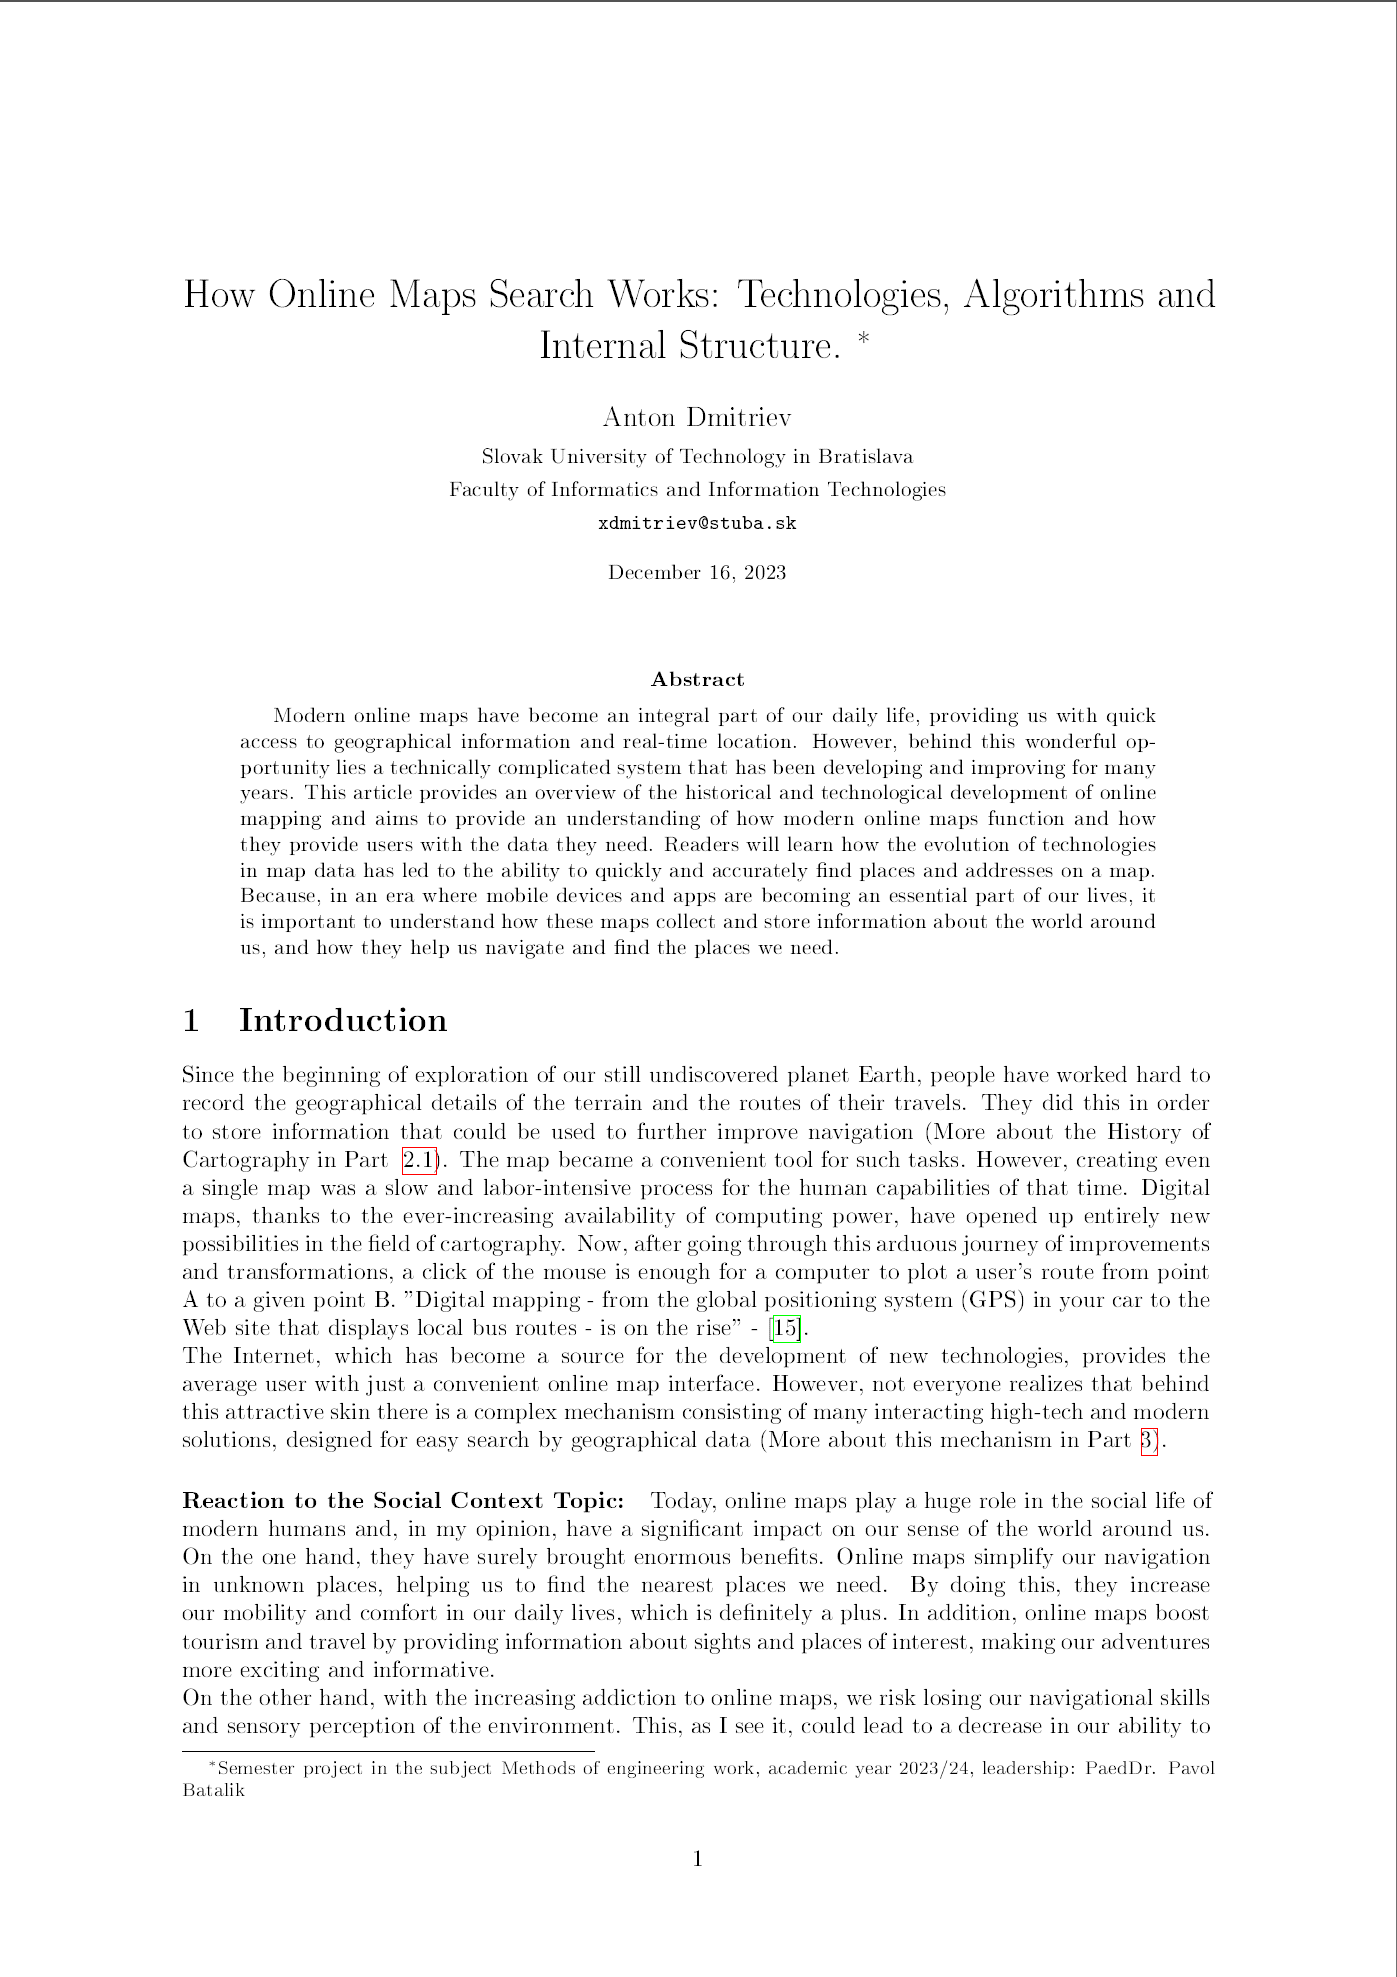 How Online Maps Search Works: Technologies, Algorithms and
Internal Structure. *
Anton Dmitriev
Slovak University of Technology in Bratislava
Faculty of Informatics and Information Technologies
xdmitriev@stuba.sk
December 16, 2023
Abstract
Modern online maps have become an integral part of our daily life, providing us with quick
access to geographical information and real-time location. However, behind this wonderful op-
portunity lies a technically complicated system that has been developing and improving for many
years. This article provides an overview of the historical and technological development of online
mapping and aims to provide an understanding of how modern online maps function and how
they provide users with the data they need. Readers will learn how the evolution of technologies
in map data has led to the ability to quickly and accurately find places and addresses on a map.
Because, in an era where mobile devices and apps are becoming an essential part of our lives, it
is important to understand how these maps collect and store information about the world around
us, and how they help us navigate and find the places we need.
1 Introduction
Since the beginning of exploration of our still undiscovered planet Earth, people have worked hard to
record the geographical details of the terrain and the routes of their travels. They did this in order
to store information that could be used to further improve navigation (More about the History of
Cartography in Part 2.1). The map became a convenient tool for such tasks. However, creating even
a single map was a slow and labor-intensive process for the human capabilities of that time. Digital
maps, thanks to the ever-increasing availability of computing power, have opened up entirely new
possibilities in the field of cartography. Now, after going through this arduous journey of improvements
and transformations, a click of the mouse is enough for a computer to plot a user's route from point
A to a given point B. "Digital mapping - from the global positioning system (GPS) in your car to the
Web site that displays local bus routes - is on the rise" - [15].
The Internet, which has become a source for the development of new technologies, provides the
average user with just a convenient online map interface. However, not everyone realizes that behind
this attractive skin there is a complex mechanism consisting of many interacting high-tech and modern
solutions, designed for easy search by geographical data (More about this mechanism in Part 3).
Reaction to the Social Context Topic: Today, online maps play a huge role in the social life of
modern humans and, in my opinion, have a significant impact on our sense of the world around us.
On the one hand, they have surely brought enormous benefits. Online maps simplify our navigation
in unknown places, helping us to find the nearest places we need. By doing this, they increase
our mobility and comfort in our daily lives, which is definitely a plus. In addition, online maps boost
tourism and travel by providing information about sights and places of interest, making our adventures
more exciting and informative.
On the other hand, with the increasing addiction to online maps, we risk losing our navigational skills
and sensory perception of the environment. This, as I see it, could lead to a decrease in our ability to
*Semester project in the subject Methods of engineering work, academic year 2023/24, leadership: PaedDr. Pavol
Batalik
1